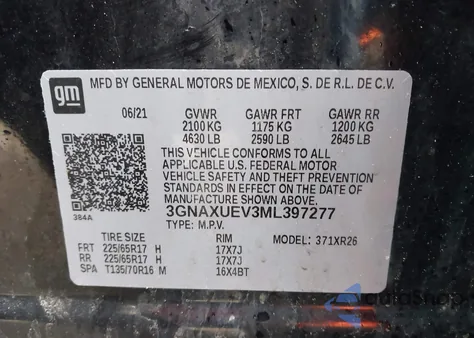 gm
MFD BY GENERAL MOTORS DE MEXICO, S. DE R.L. DE C.V.
06/21 GVWR GAWR FRT GAWR RR
2100 KG 1175 KG 1200 KG
4630 LB 2590 LB 2645 LB
THIS VEHICLE CONFORMS TO ALL
APPLICABLE U.S. FEDERAL MOTOR
VEHICLE SAFETY AND THEFT PREVENTION
STANDARDS IN EFFECT ON THE DATE OF
MANUFACTURE SHOWN ABOVE.
384A
3GNAXUEV3ML397277
TYPE: M.P.V.
TIRE SIZE RIM MODEL: 371XR26
FRT 225/65R17 H 17X7J
RR 225/65R17 H 17X7J
SPA T135/70R16 M 16X4BT
AutoShop